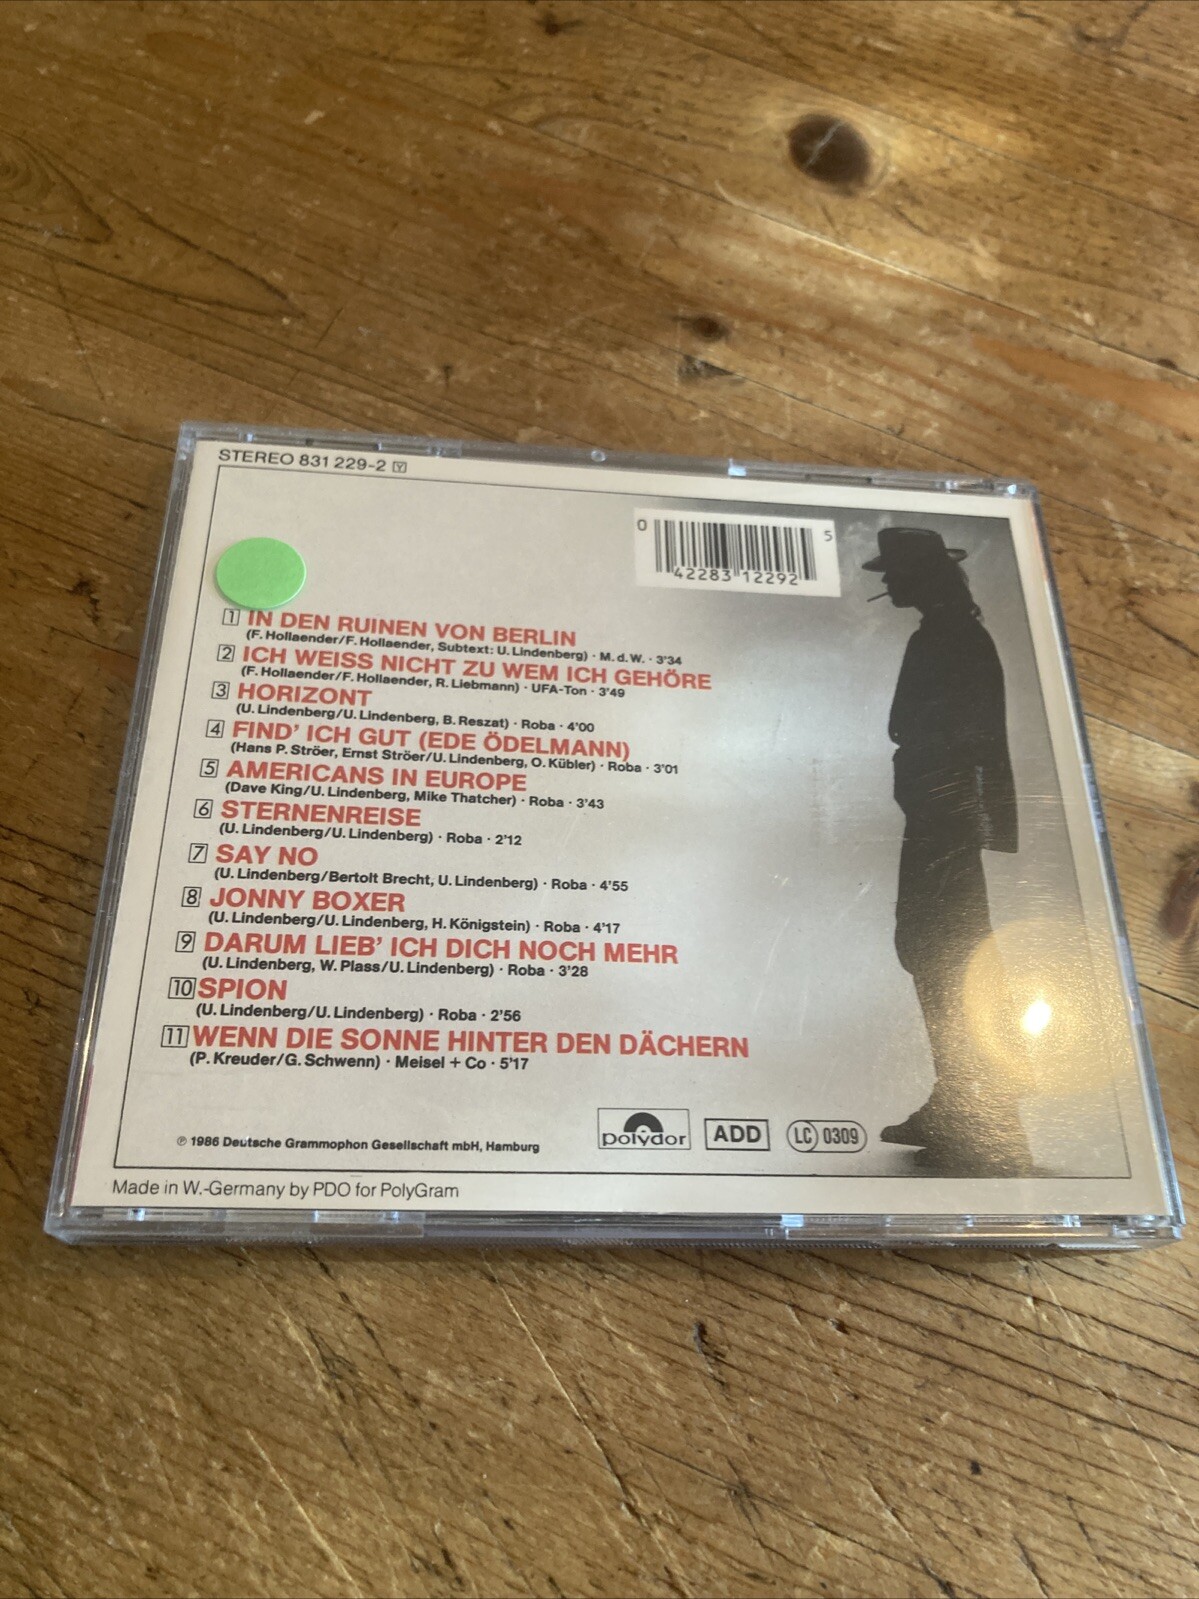 STEREO 831 229-2 Y
0 42283 12292 5
1 IN DEN RUINEN VON BERLIN
(F. Hollaender/F. Hollaender, Subtext: U. Lindenberg) · M. d. W. · 3'34
2 ICH WEISS NICHT ZU WEM ICH GEHÖRE
(F. Hollaender/F. Hollaender, R. Liebmann) · UFA-Ton · 3'49
3 HORIZONT
(U. Lindenberg/U. Lindenberg, B. Reszat) · Roba · 4'00
4 FIND' ICH GUT (EDE ÖDELMANN)
(Hans P. Ströer, Ernst Ströer/U. Lindenberg, O. Kübler) · Roba · 3'01
5 AMERICANS IN EUROPE
(Dave King/U. Lindenberg, Mike Thatcher) · Roba · 3'43
6 STERNENREISE
(U. Lindenberg/U. Lindenberg) · Roba · 2'12
7 SAY NO
(U. Lindenberg/Bertolt Brecht, U. Lindenberg) · Roba · 4'55
8 JONNY BOXER
(U. Lindenberg/U. Lindenberg, H. Königstein) · Roba · 4'17
9 DARUM LIEB' ICH DICH NOCH MEHR
(U. Lindenberg, W. Plass/U. Lindenberg) · Roba · 3'28
10 SPION
(U. Lindenberg/U. Lindenberg) · Roba · 2'56
11 WENN DIE SONNE HINTER DEN DÄCHERN
(P. Kreuder/G. Schwenn) · Meisel + Co · 5'17
℗ 1986 Deutsche Grammophon Gesellschaft mbH, Hamburg
polydor ADD LC 0309
Made in W.-Germany by PDO for PolyGram